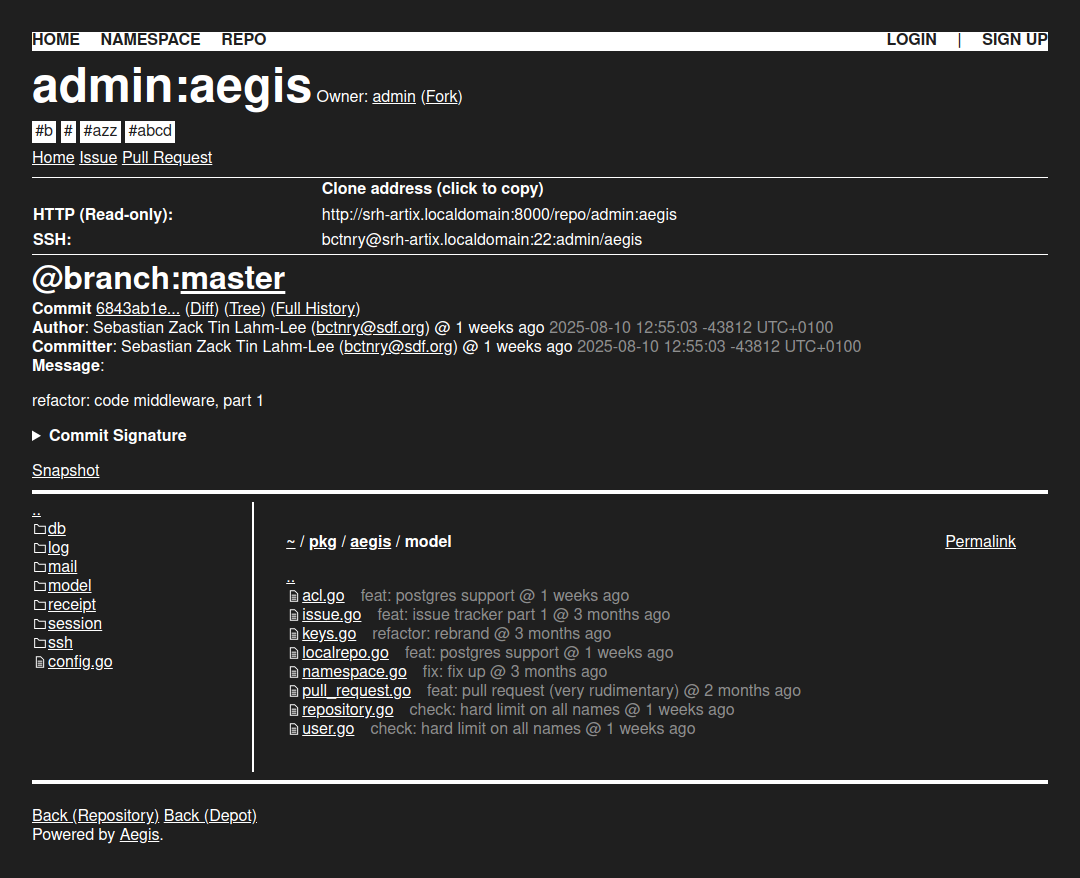 HOME NAMESPACE REPO LOGIN | SIGN UP
admin:aegis Owner: admin (Fork)
#b # #azz #abcd
Home Issue Pull Request
Clone address (click to copy)
HTTP (Read-only): http://srh-artix.localdomain:8000/repo/admin:aegis
SSH: bctnry@srh-artix.localdomain:22:admin/aegis
@branch:master
Commit 6843ab1e... (Diff) (Tree) (Full History)
Author: Sebastian Zack Tin Lahm-Lee (bctnry@sdf.org) @ 1 weeks ago 2025-08-10 12:55:03 -43812 UTC+0100
Committer: Sebastian Zack Tin Lahm-Lee (bctnry@sdf.org) @ 1 weeks ago 2025-08-10 12:55:03 -43812 UTC+0100
Message:
refactor: code middleware, part 1
Commit Signature
Snapshot
..
db
log
mail
model
receipt
session
ssh
config.go
~ / pkg / aegis / model Permalink
..
acl.go feat: postgres support @ 1 weeks ago
issue.go feat: issue tracker part 1 @ 3 months ago
keys.go refactor: rebrand @ 3 months ago
localrepo.go feat: postgres support @ 1 weeks ago
namespace.go fix: fix up @ 3 months ago
pull_request.go feat: pull request (very rudimentary) @ 2 months ago
repository.go check: hard limit on all names @ 1 weeks ago
user.go check: hard limit on all names @ 1 weeks ago
Back (Repository) Back (Depot)
Powered by Aegis.